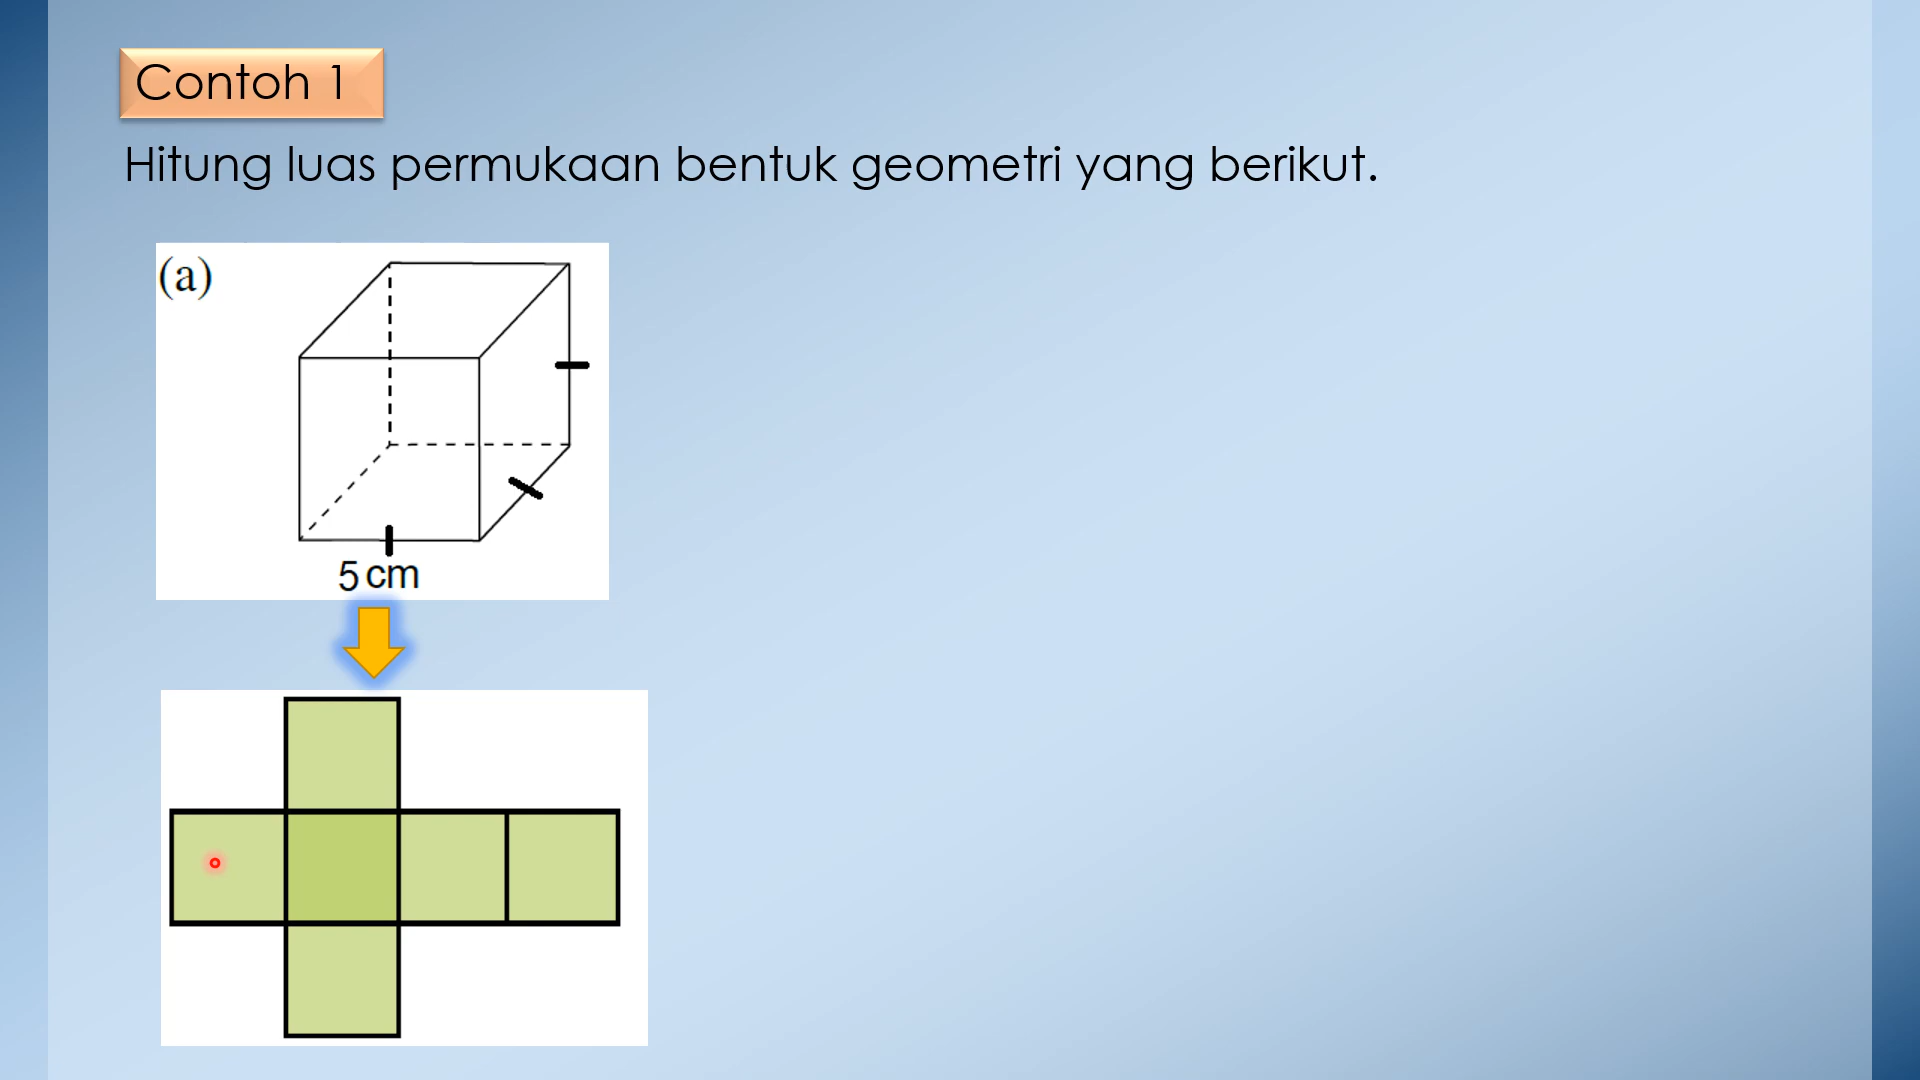 Contoh 1
Hitung luas permukaan bentuk geometri yang berikut.
(a)
5 cm